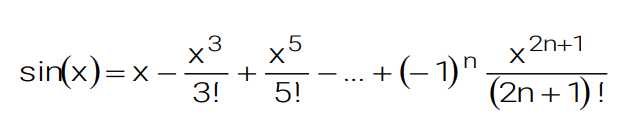 sin(x) = x − x³/3! + x⁵/5! − ... + (− 1)ⁿ x²ⁿ⁺¹/(2n + 1) !